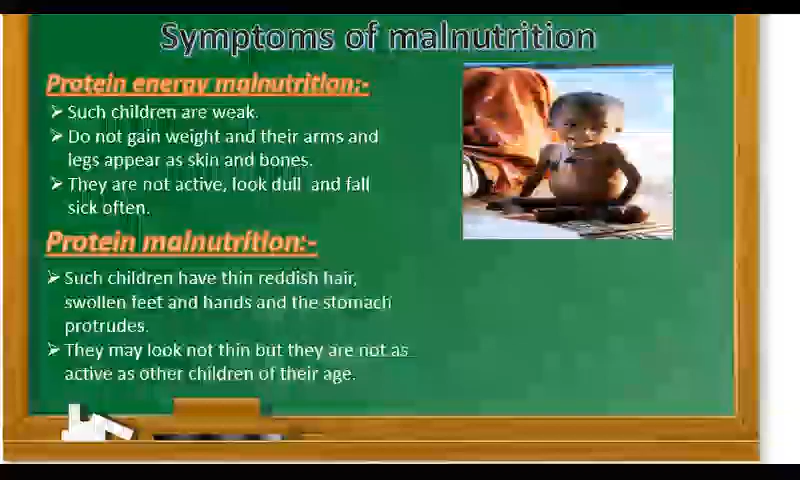 Symptoms of malnutrition
Protein energy malnutrition:-
➢ Such children are weak.
➢ Do not gain weight and their arms and
legs appear as skin and bones.
➢ They are not active, look dull and fall
sick often.
Protein malnutrition:-
➢ Such children have thin reddish hair,
swollen feet and hands and the stomach
protrudes.
➢ They may look not thin but they are not as
active as other children of their age.